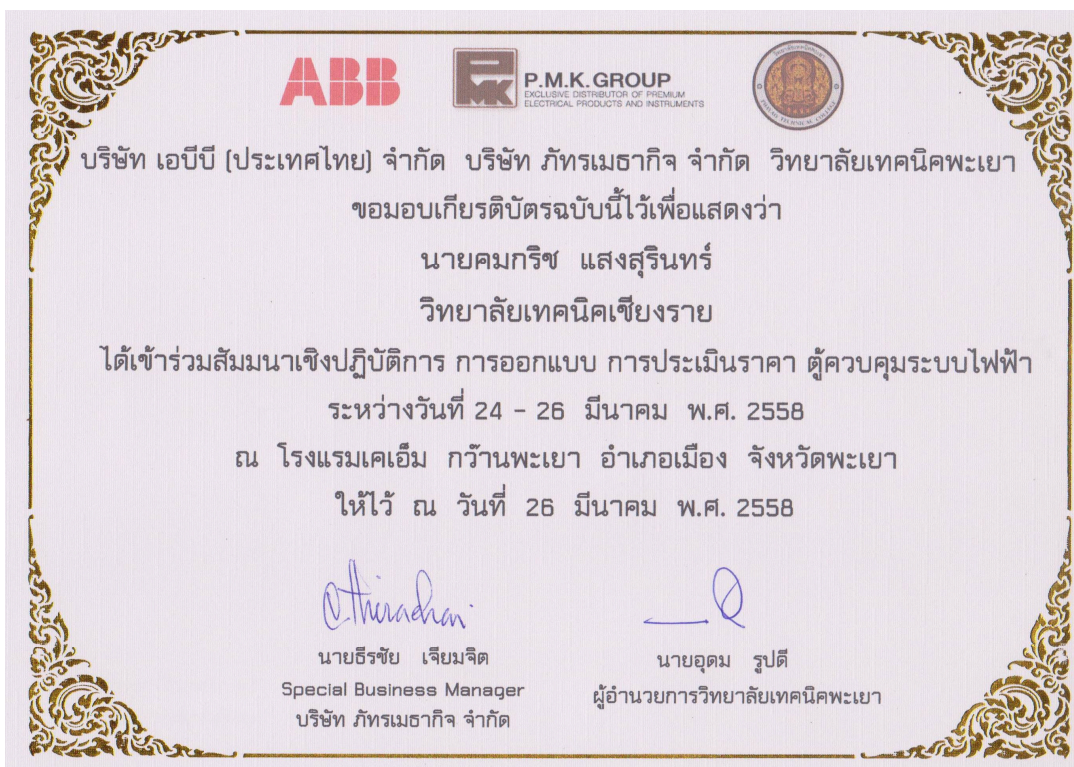 ABB
PMK
P.M.K. GROUP
EXCLUSIVE DISTRIBUTOR OF PREMIUM
ELECTRICAL PRODUCTS AND INSTRUMENTS
บริษัท เอบีบี (ประเทศไทย) จำกัด บริษัท ภัทรเมธากิจ จำกัด วิทยาลัยเทคนิคพะเยา
ขอมอบเกียรติบัตรฉบับนี้ไว้เพื่อแสดงว่า
นายคมกริช แสงสุรินทร์
วิทยาลัยเทคนิคเชียงราย
ได้เข้าร่วมสัมมนาเชิงปฏิบัติการ การออกแบบ การประเมินราคา ตู้ควบคุมระบบไฟฟ้า
ระหว่างวันที่ 24 - 26 มีนาคม พ.ศ. 2558
ณ โรงแรมเคเอ็ม กว๊านพะเยา อำเภอเมือง จังหวัดพะเยา
ให้ไว้ ณ วันที่ 26 มีนาคม พ.ศ. 2558
นายธีรชัย เจียมจิต
Special Business Manager
บริษัท ภัทรเมธากิจ จำกัด
นายอุดม รูปดี
ผู้อำนวยการวิทยาลัยเทคนิคพะเยา